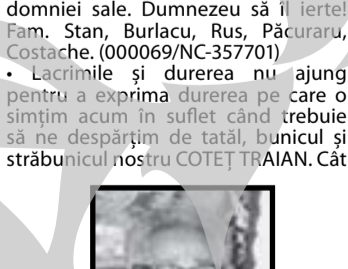 domniei sale. Dumnezeu să îl ierte!
Fam. Stan, Burlacu, Rus, Păcuraru,
Costache. (000069/NC-357701)
• Lacrimile și durerea nu ajung
pentru a exprima durerea pe care o
simțim acum în suflet când trebuie
să ne despărțim de tatăl, bunicul și
străbunicul nostru COTEȚ TRAIAN. Cât